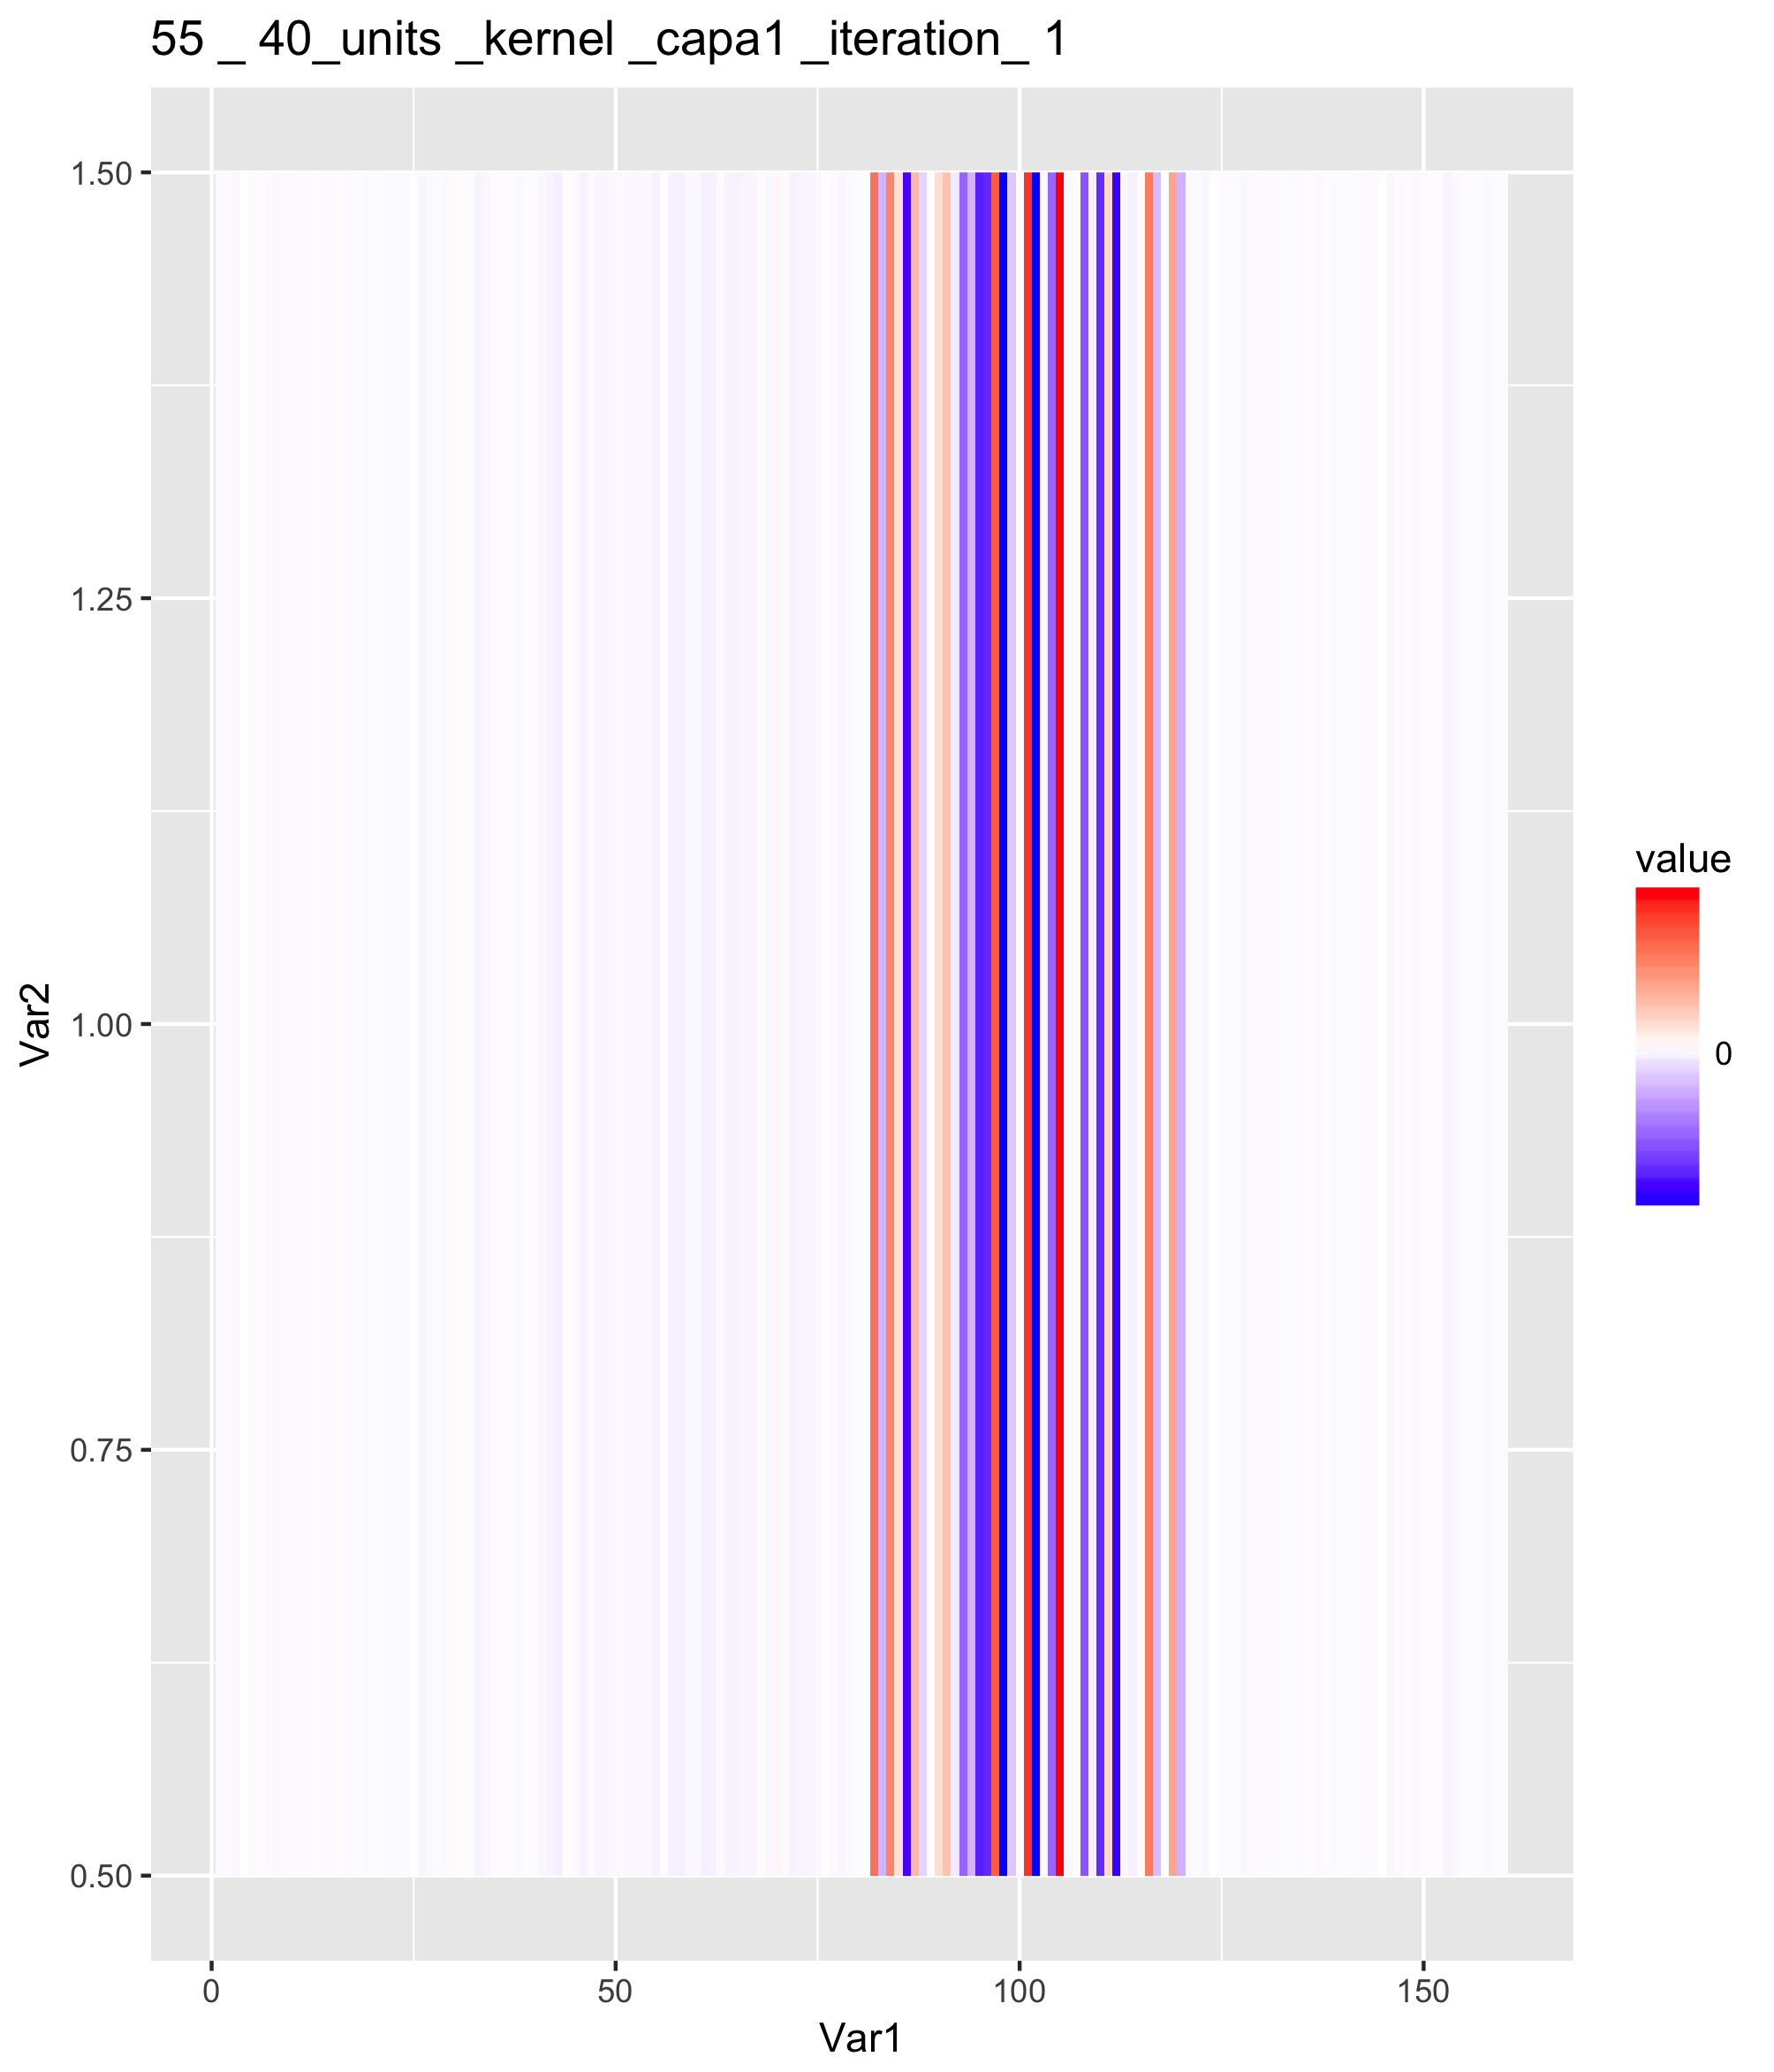 55 _ 40_units _kernel _capa1 _iteration_ 1
1.50
1.25
1.00
0.75
0.50
Var2
0
50
100
150
Var1
value
0